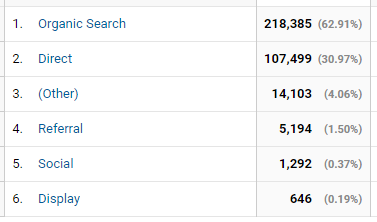 1. Organic Search 218,385 (62.91%)
2. Direct 107,499 (30.97%)
3. (Other) 14,103 (4.06%)
4. Referral 5,194 (1.50%)
5. Social 1,292 (0.37%)
6. Display 646 (0.19%)